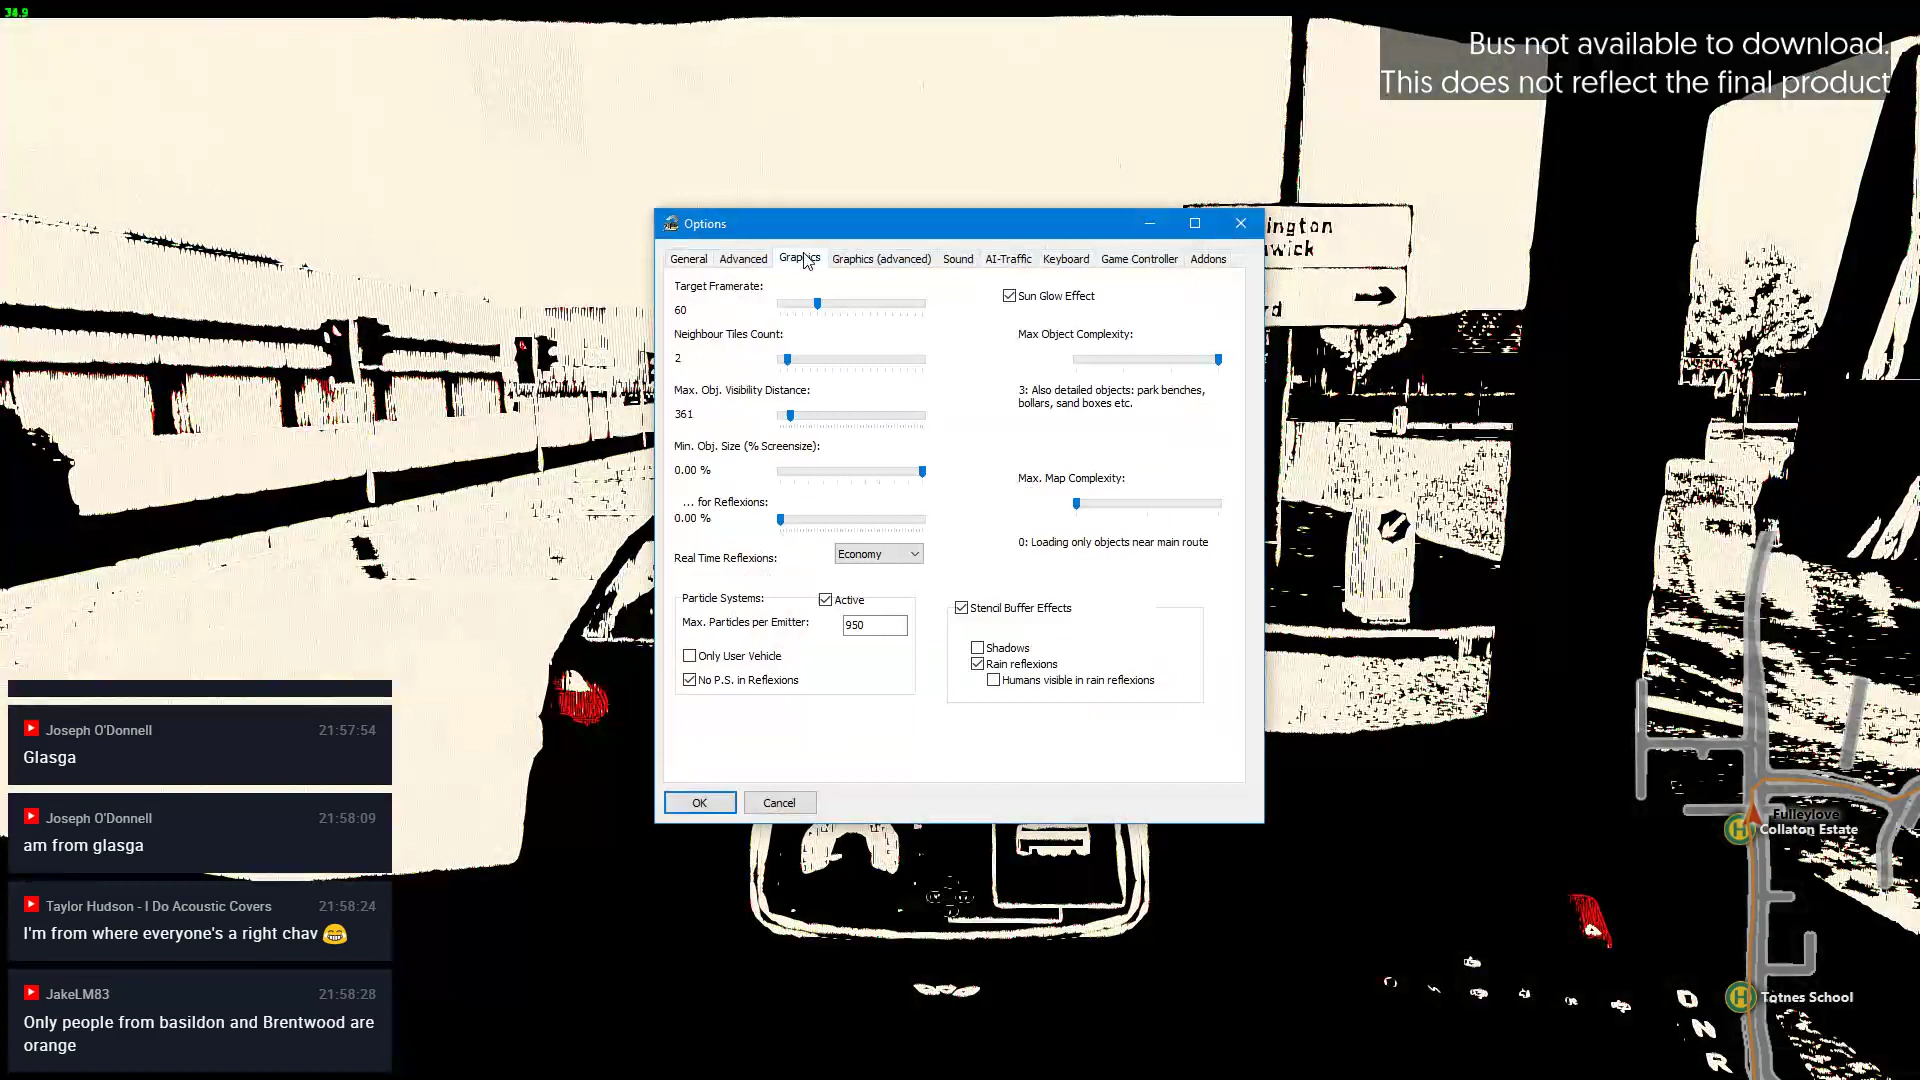 34.9
Bus not available to download.
This does not reflect the final product
Options
General Advanced Graphics Graphics (advanced) Sound AI-Traffic Keyboard Game Controller Addons
Target Framerate:
60
Neighbour Tiles Count:
2
Max. Obj. Visibility Distance:
361
Min. Obj. Size (% Screensize):
0.00 %
... for Reflexions:
0.00 %
Real Time Reflexions:
Economy
Particle Systems:
Active
Max. Particles per Emitter:
950
Only User Vehicle
No P.S. in Reflexions
Sun Glow Effect
Max Object Complexity:
3: Also detailed objects: park benches,
bollars, sand boxes etc.
Max. Map Complexity:
0: Loading only objects near main route
Stencil Buffer Effects
Shadows
Rain reflexions
Humans visible in rain reflexions
OK
Cancel
ington
wick
rd
Joseph O'Donnell 21:57:54
Glasga
Joseph O'Donnell 21:58:09
am from glasga
Taylor Hudson - I Do Acoustic Covers 21:58:24
I'm from where everyone's a right chav 😂
JakeLM83 21:58:28
Only people from basildon and Brentwood are
orange
Fulleylove
H Collaton Estate
H Totnes School
D
N
R